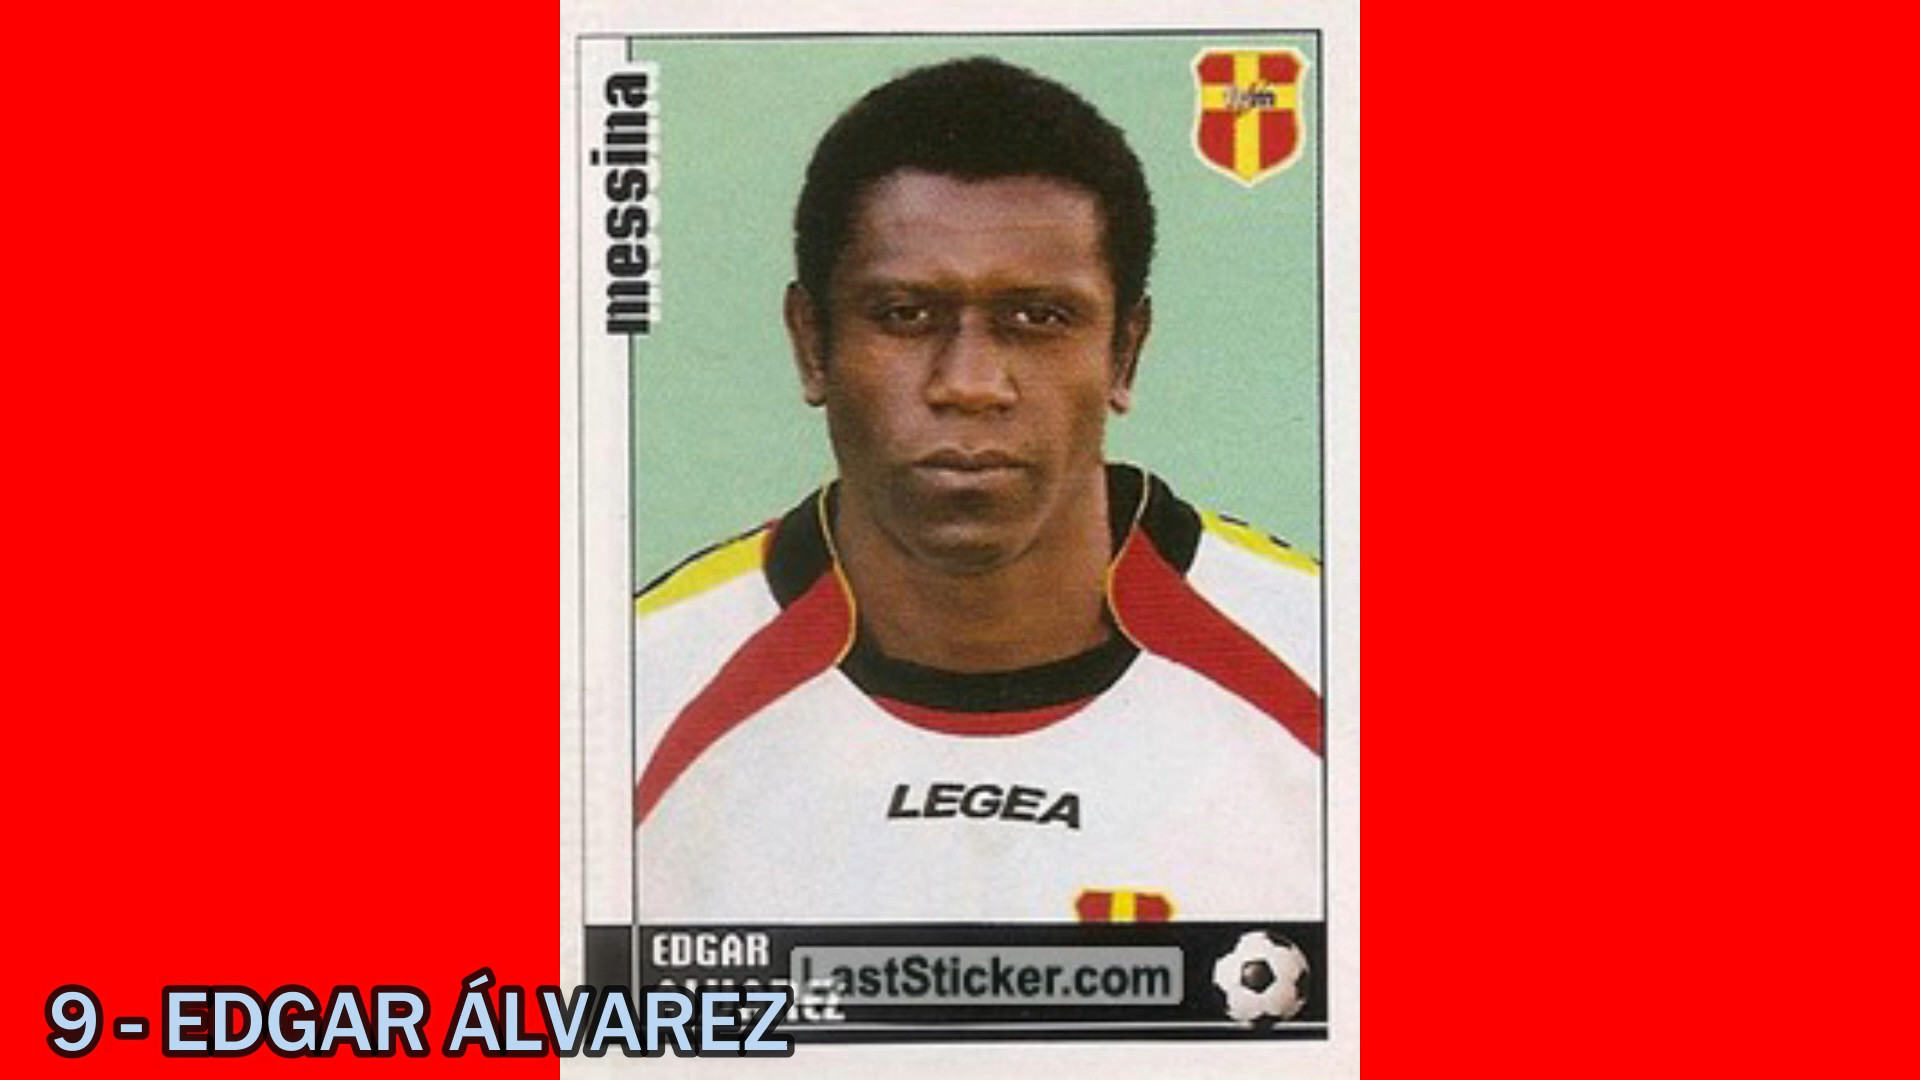 messina
LEGEA
EDGAR
LastSticker.com
9 - EDGAR ÁLVAREZ